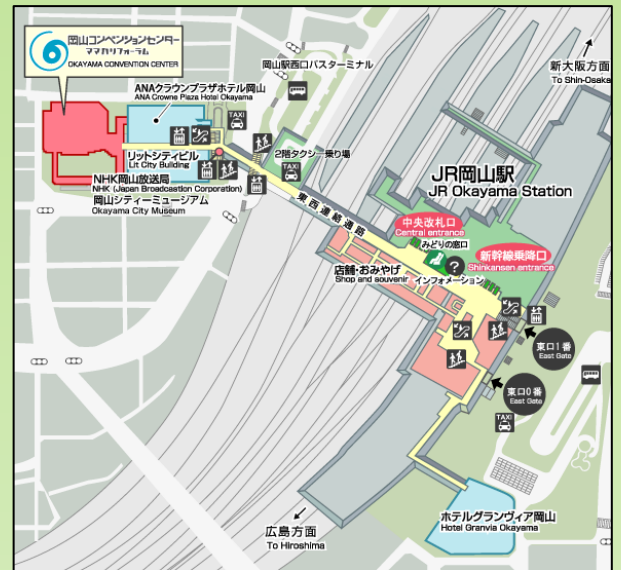 岡山コンベンションセンター
ママカリフォーラム
OKAYAMA CONVENTION CENTER
ANAクラウンプラザホテル岡山
ANA Crowne Plaza Hotel Okayama
岡山駅西口バスターミナル
新大阪方面
To Shin-Osaka
TAXI
2階タクシー乗り場
リットシティビル
Lit City Building
NHK岡山放送局
NHK (Japan Broadcastion Corporation)
岡山シティーミュージアム
Okayama City Museum
東西連絡通路
JR岡山駅
JR Okayama Station
中央改札口
Central entrance
みどりの窓口
新幹線乗降口
Shinkansen entrance
店舗・おみやげ
Shop and souvenir
?
インフォメーション
東口1番
East Gate
東口0番
East Gate
TAXI
ホテルグランヴィア岡山
Hotel Granvia Okayama
広島方面
To Hiroshima